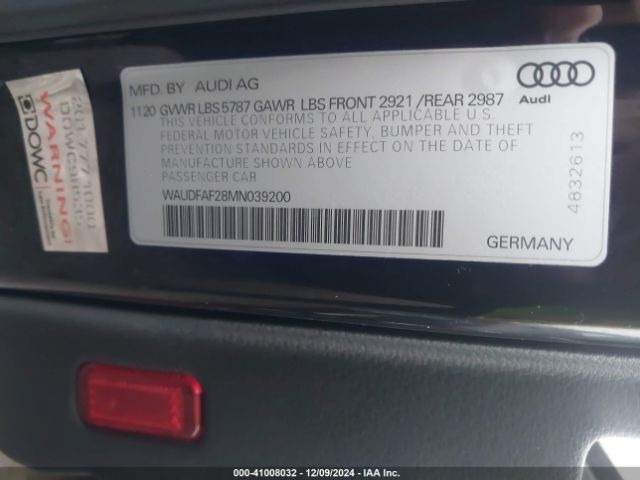 MFD. BY AUDI AG
1120 GVWR LBS 5787 GAWR LBS FRONT 2921 /REAR 2987
THIS VEHICLE CONFORMS TO ALL APPLICABLE U.S.
FEDERAL MOTOR VEHICLE SAFETY, BUMPER AND THEFT
PREVENTION STANDARDS IN EFFECT ON THE DATE OF
MANUFACTURE SHOWN ABOVE
PASSENGER CAR
WAUDFAF28MN039200
GERMANY
Audi
4832613
WARNING!
DOWC
000-41008032 - 12/09/2024 - IAA Inc.